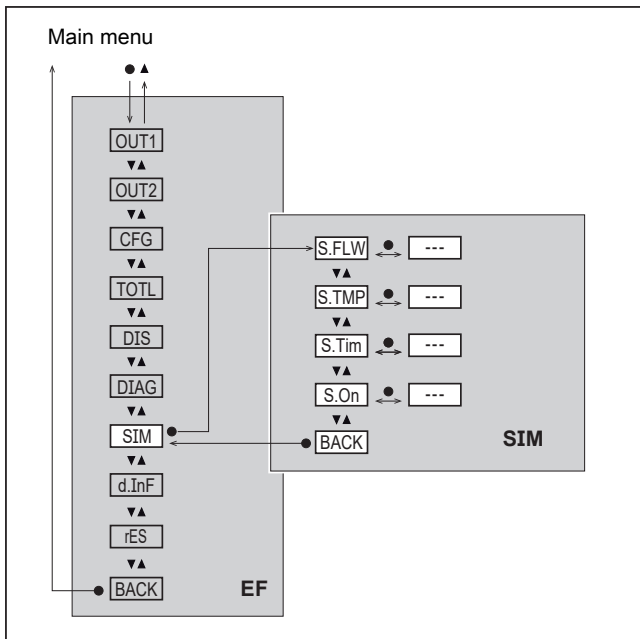 Main menu
OUT1
OUT2
CFG
TOTL
DIS
DIAG
SIM
d.InF
rES
BACK
EF
S.FLW ---
S.TMP ---
S.Tim ---
S.On ---
BACK
SIM